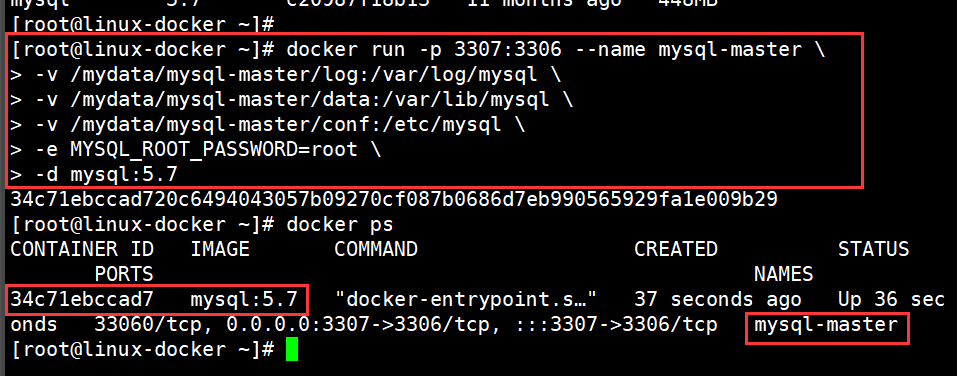 mysql 5.7 c20987f18b15 11 months ago 448MB
[root@linux-docker ~]#
[root@linux-docker ~]# docker run -p 3307:3306 --name mysql-master \
> -v /mydata/mysql-master/log:/var/log/mysql \
> -v /mydata/mysql-master/data:/var/lib/mysql \
> -v /mydata/mysql-master/conf:/etc/mysql \
> -e MYSQL_ROOT_PASSWORD=root \
> -d mysql:5.7
34c71ebccad720c6494043057b09270cf087b0686d7eb990565929fa1e009b29
[root@linux-docker ~]# docker ps
CONTAINER ID   IMAGE       COMMAND                  CREATED          STATUS
       PORTS                                                  NAMES
34c71ebccad7   mysql:5.7   "docker-entrypoint.s…"   37 seconds ago   Up 36 sec
onds   33060/tcp, 0.0.0.0:3307->3306/tcp, :::3307->3306/tcp   mysql-master
[root@linux-docker ~]#